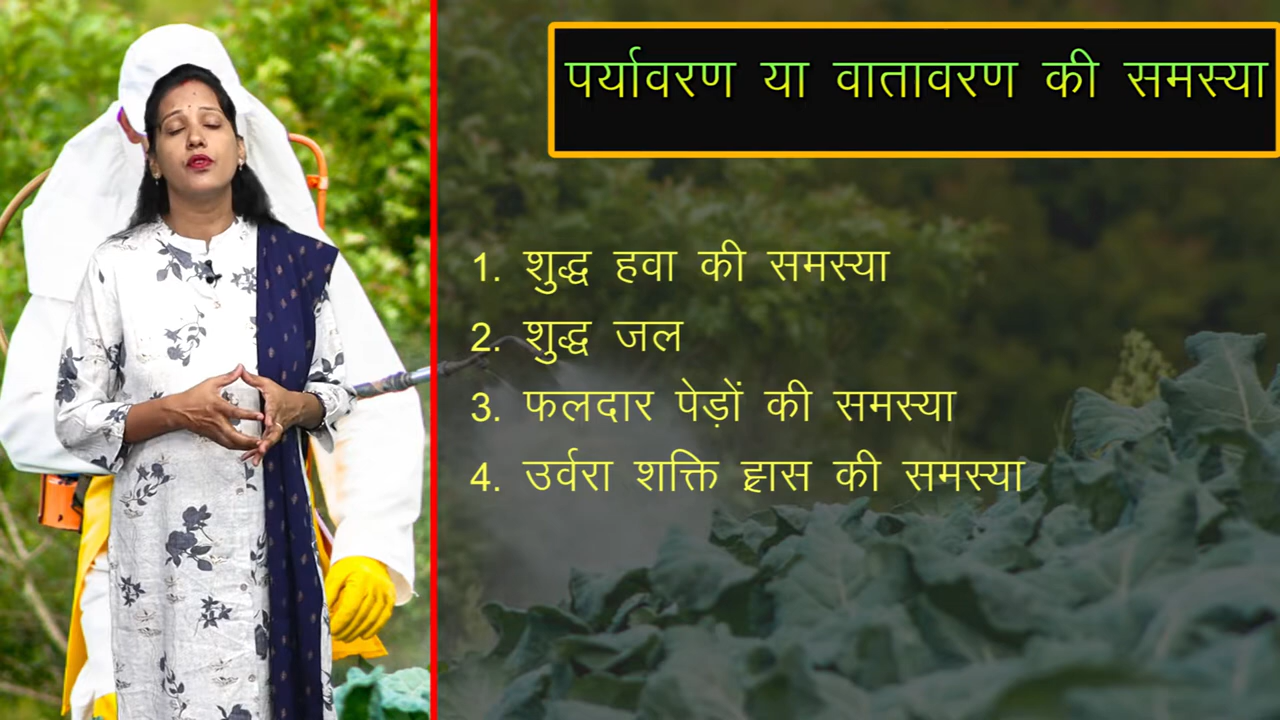 पर्यावरण या वातावरण की समस्या
1. शुद्ध हवा की समस्या
2. शुद्ध जल
3. फलदार पेड़ों की समस्या
4. उर्वरा शक्ति ह्रास की समस्या